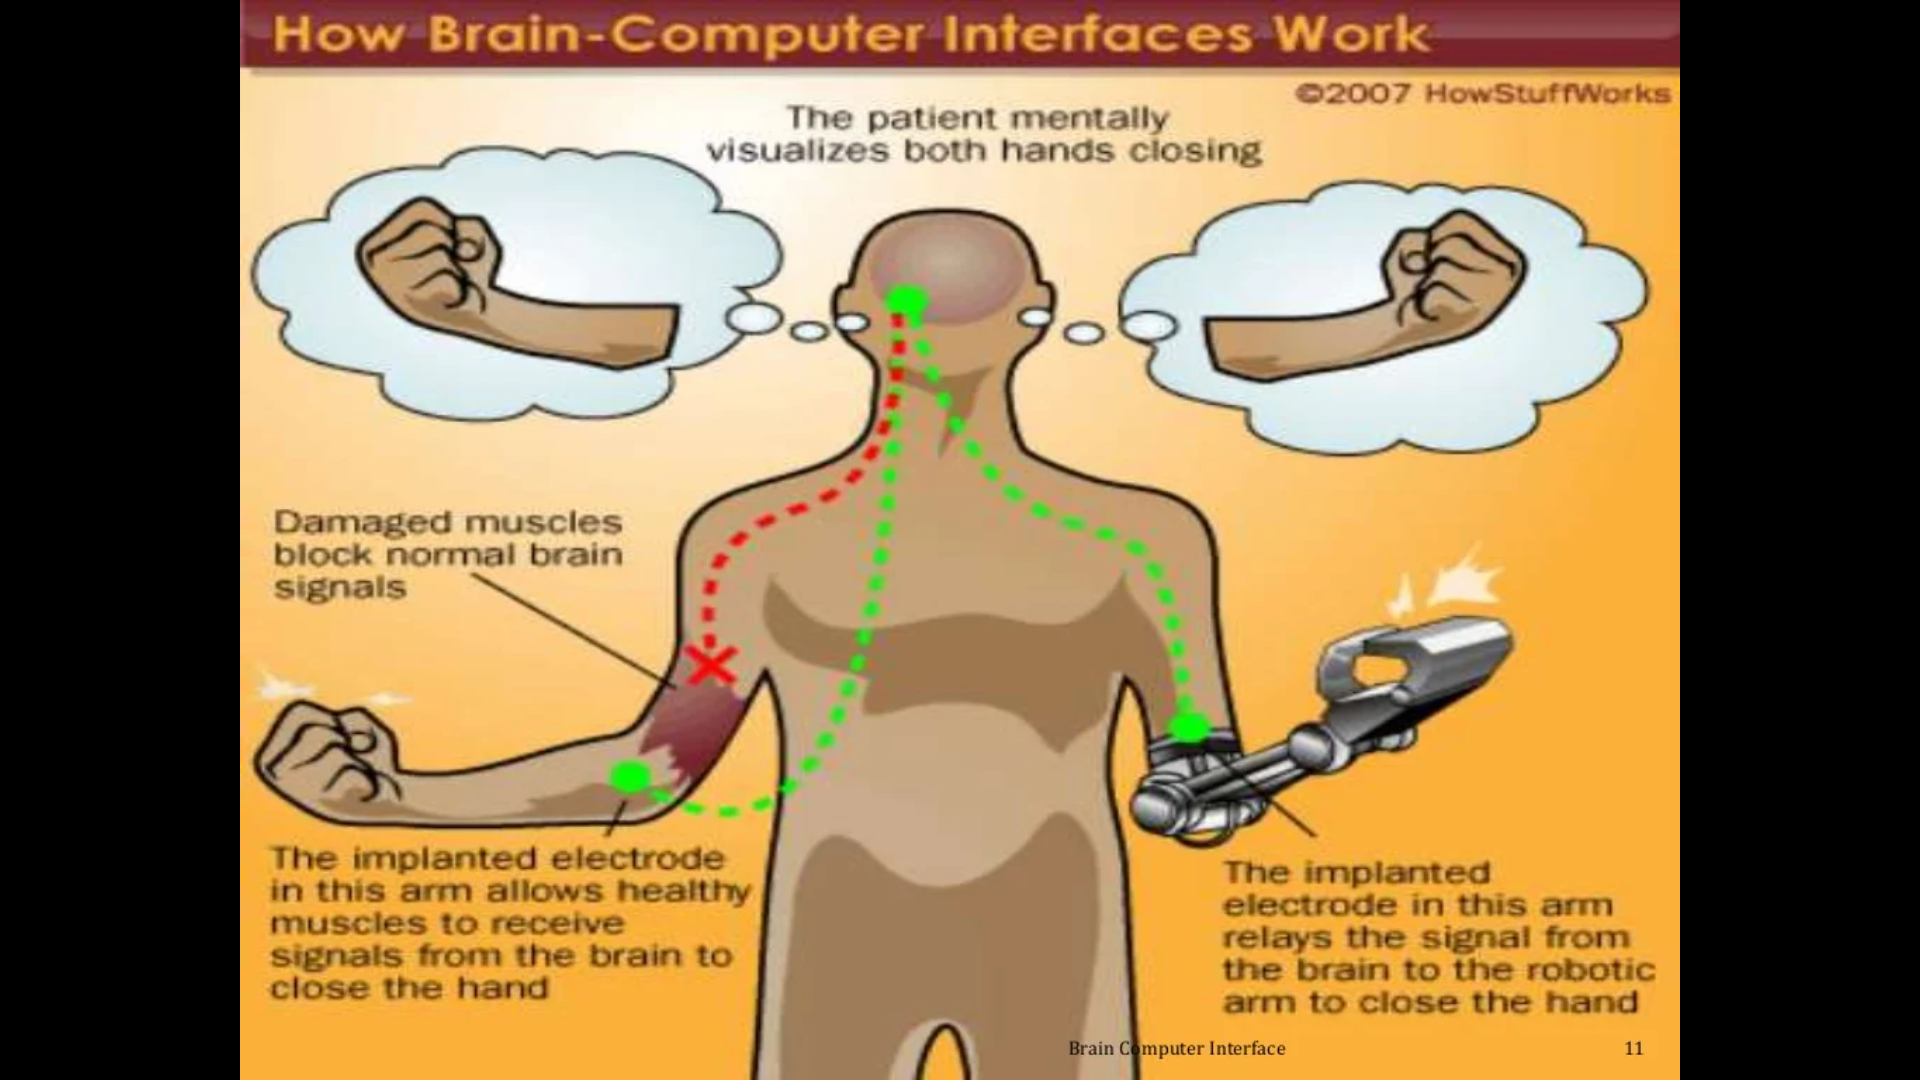 How Brain-Computer Interfaces Work
©2007 HowStuffWorks
The patient mentally
visualizes both hands closing
Damaged muscles
block normal brain
signals
The implanted electrode
in this arm allows healthy
muscles to receive
signals from the brain to
close the hand
The implanted
electrode in this arm
relays the signal from
the brain to the robotic
arm to close the hand
Brain Computer Interface
11